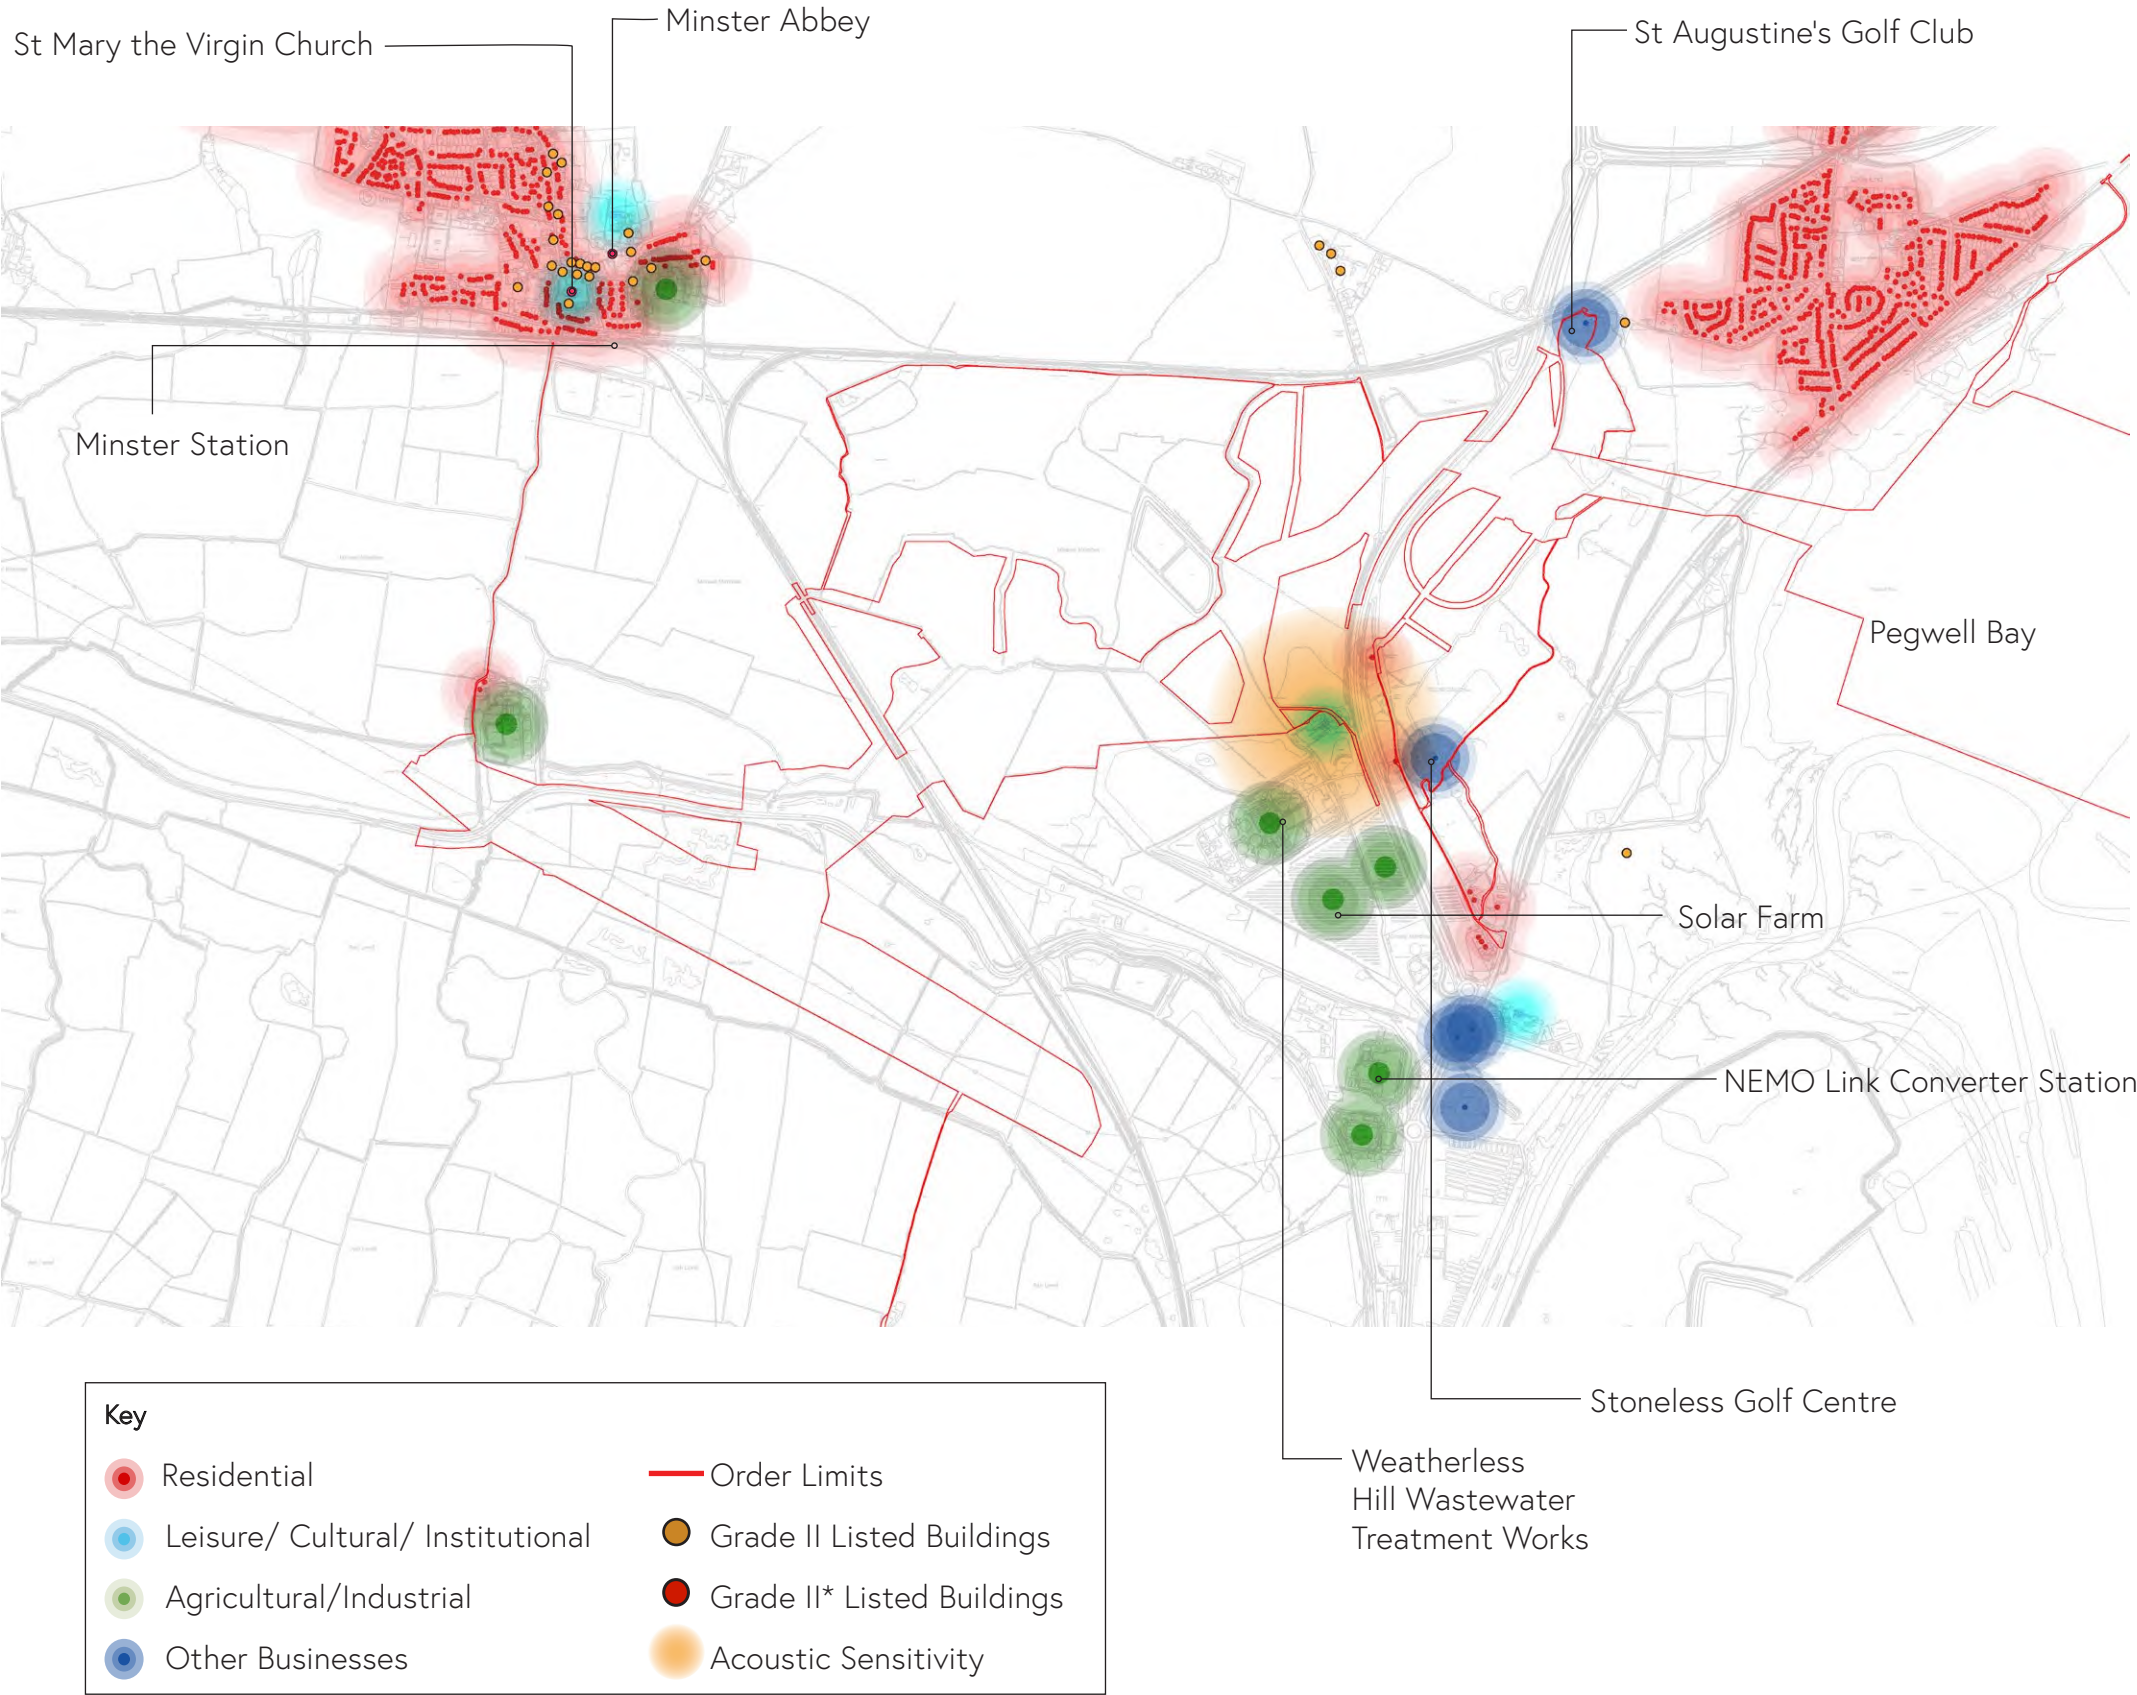 Minster Abbey
St Augustine's Golf Club
St Mary the Virgin Church
Minster Station
Pegwell Bay
Solar Farm
NEMO Link Converter Station
Stoneless Golf Centre
Weatherless
Hill Wastewater
Treatment Works
Key
Residential
Leisure/ Cultural/ Institutional
Agricultural/Industrial
Other Businesses
Order Limits
Grade II Listed Buildings
Grade II* Listed Buildings
Acoustic Sensitivity